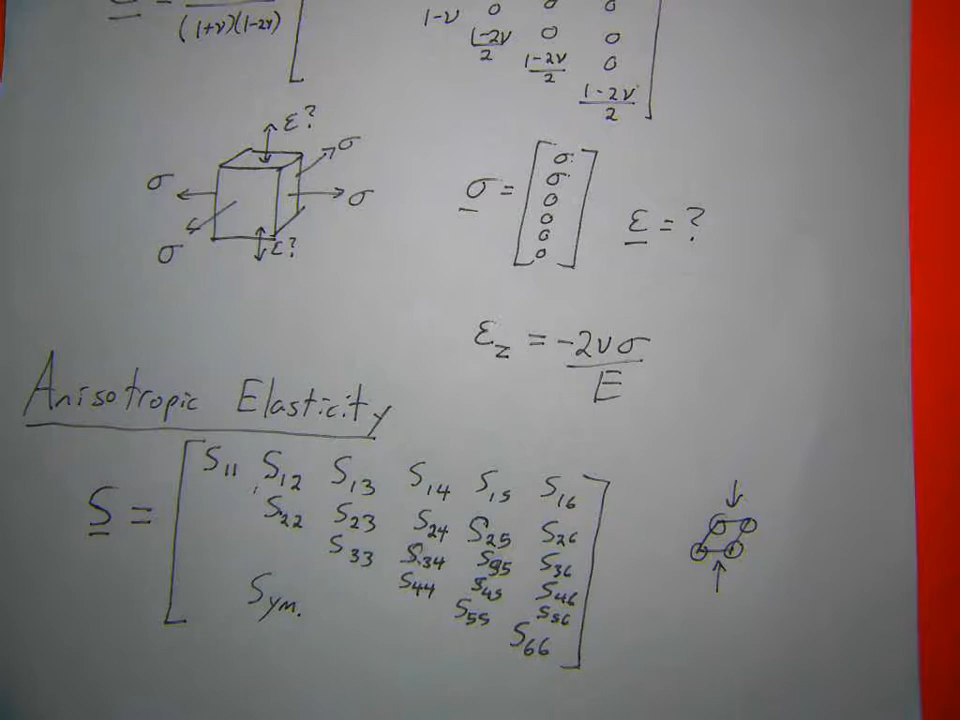 (1+ν)(1-2ν)
1-ν 0 0 0
1-2ν/2 0 0
1-2ν/2 0
1-2ν/2
ε?
σ
σ σ
σ
ε?
σ = [σ σ 0 0 0 0] ε = ?
ε_z = -2νσ/E
Anisotropic Elasticity
S =
S11 S12 S13 S14 S15 S16
S22 S23 S24 S25 S26
S33 S34 S35 S36
Sym. S44 S45 S46
S55 S56
S66